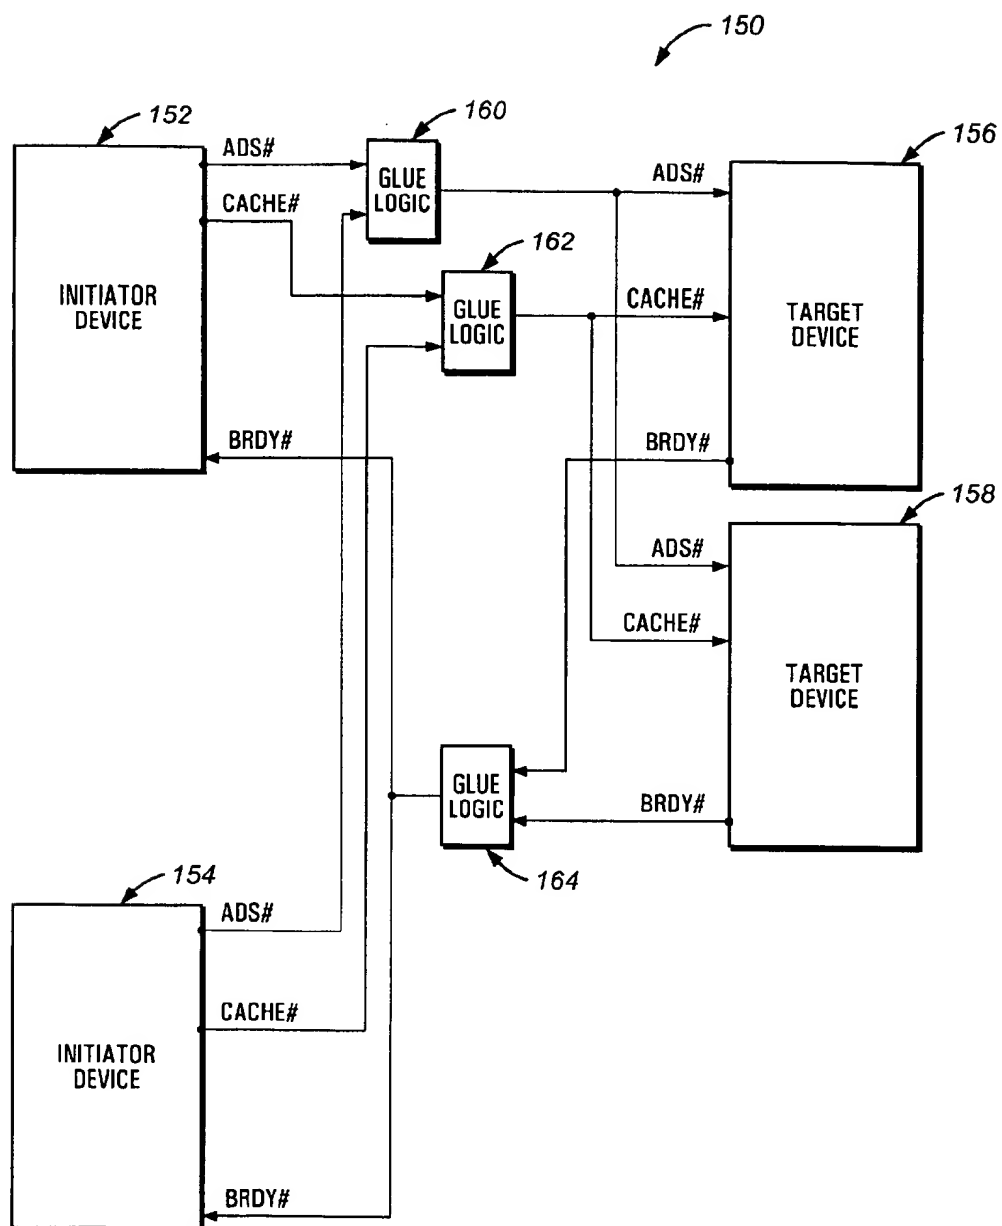 150
152
160
156
ADS#
GLUE
LOGIC
ADS#
CACHE#
162
INITIATOR
DEVICE
GLUE
LOGIC
CACHE#
TARGET
DEVICE
BRDY#
BRDY#
158
ADS#
CACHE#
TARGET
DEVICE
GLUE
LOGIC
BRDY#
164
154
ADS#
CACHE#
INITIATOR
DEVICE
BRDY#